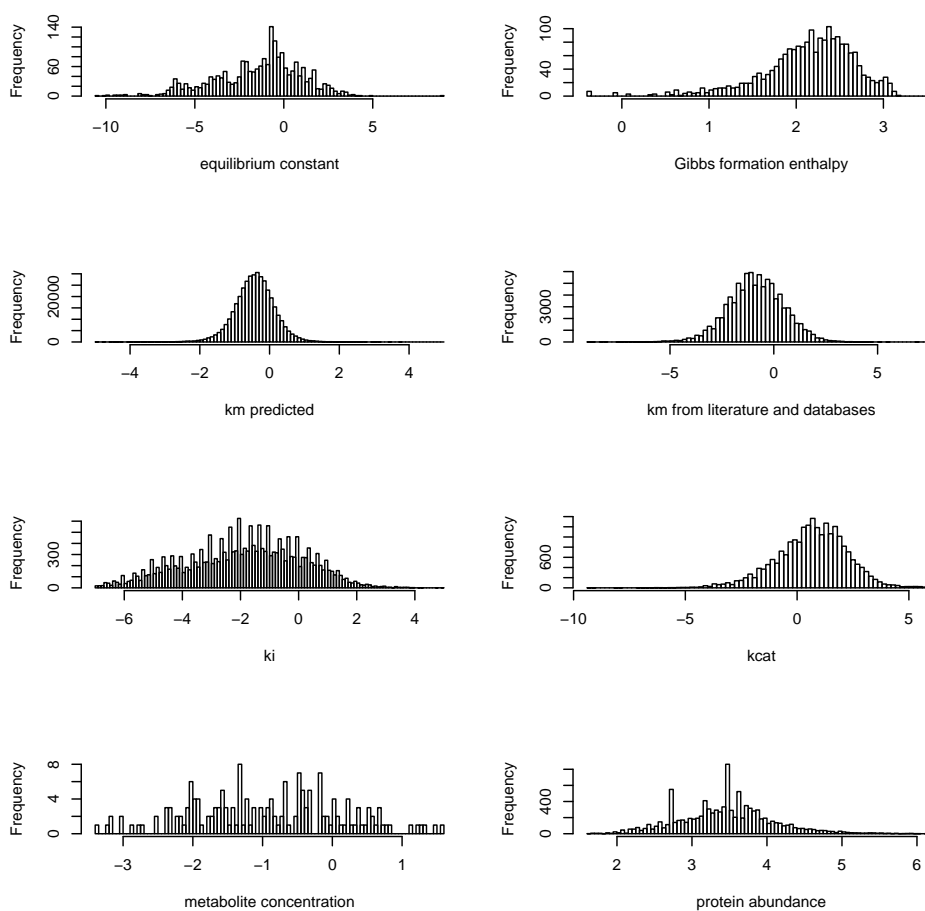 Frequency
0 60 140
−10 −5 0 5
equilibrium constant
Frequency
0 40 100
0 1 2 3
Gibbs formation enthalpy
Frequency
0 20000
−4 −2 0 2 4
km predicted
Frequency
0 3000
−5 0 5
km from literature and databases
Frequency
0 300
−6 −4 −2 0 2 4
ki
Frequency
0 600
−10 −5 0 5
kcat
Frequency
0 4 8
−3 −2 −1 0 1
metabolite concentration
Frequency
0 400
2 3 4 5 6
protein abundance